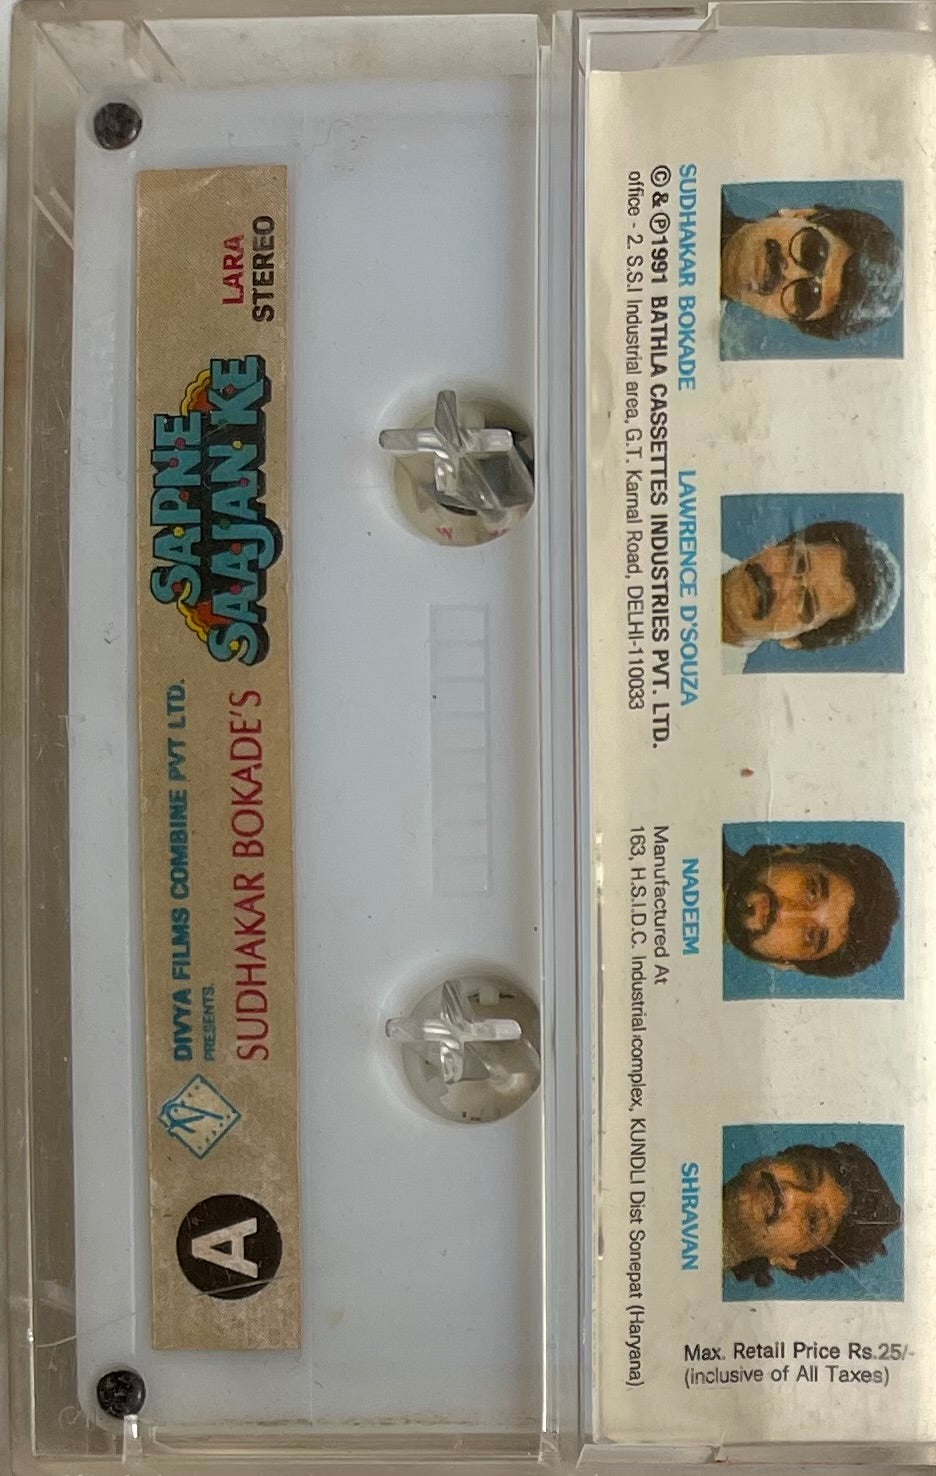 DIVYA FILMS COMBINE PVT LTD.
PRESENTS.
SUDHAKAR BOKADE'S
SAPNE
SAAJAN KE
LARA
STEREO
A
SUDHAKAR BOKADE
LAWRENCE D'SOUZA
NADEEM
SHRAVAN
© & ℗1991 BATHLA CASSETTES INDUSTRIES PVT. LTD.
office - 2. S.S.I Industrial area, G.T. Karnal Road, DELHI-110033
Manufactured At
163, H.S.I.D.C. Industrial complex, KUNDLI Dist Sonepat (Haryana)
Max. Retail Price Rs.25/-
(inclusive of All Taxes)